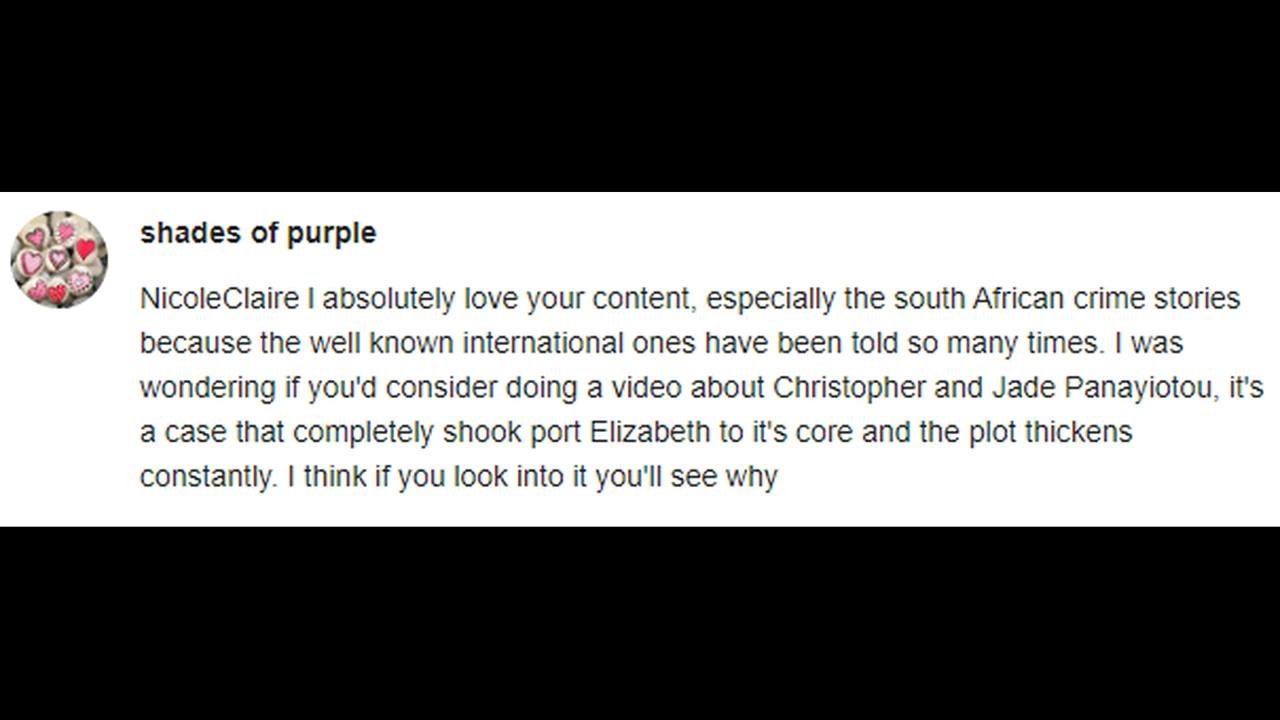 shades of purple
NicoleClaire I absolutely love your content, especially the south African crime stories
because the well known international ones have been told so many times. I was
wondering if you'd consider doing a video about Christopher and Jade Panayiotou, it's
a case that completely shook port Elizabeth to it's core and the plot thickens
constantly. I think if you look into it you'll see why